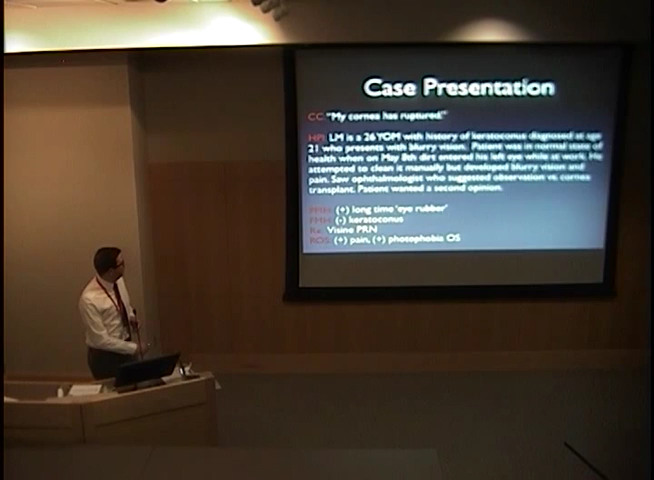 Case Presentation
CC: "My cornea has ruptured."
HPI: LM is a 26 YOM with history of keratoconus diagnosed at age
21 who presents with blurry vision. Patient was in normal state of
health when on May 8th dirt entered his left eye while at work. He
attempted to clean it manually but developed blurry vision and
pain. Saw ophthalmologist who suggested observation vs. cornea
transplant. Patient wanted a second opinion.
PMH: (+) long time 'eye rubber'
FMH: (-) keratoconus
Rx: Visine PRN
ROS: (+) pain, (+) photophobia OS